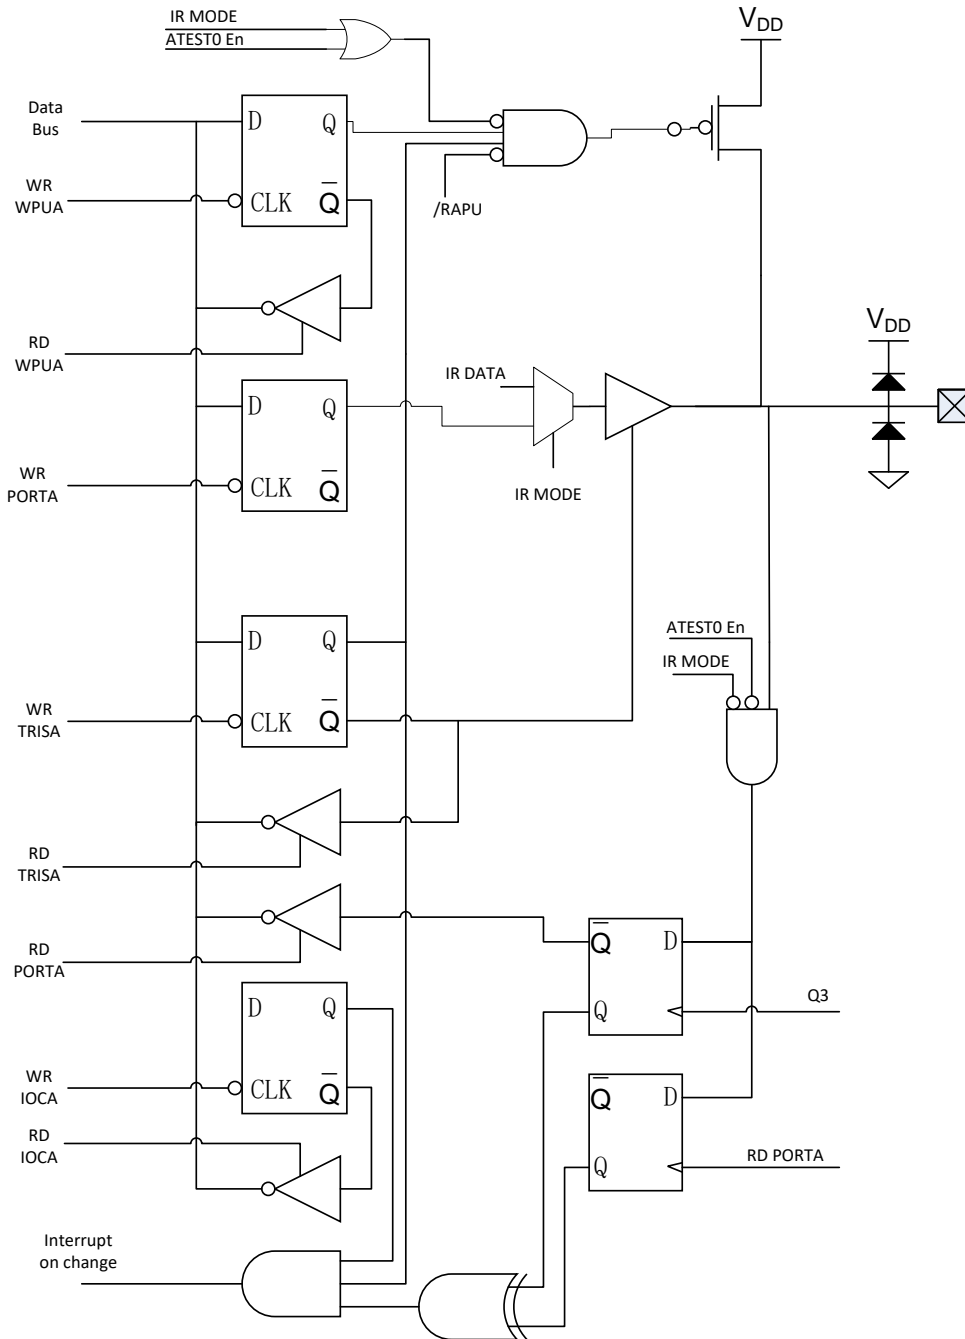 IR MODE
ATEST0 En
VDD
Data
Bus
D
Q
WR
WPUA
CLK
Q
/RAPU
RD
WPUA
VDD
IR DATA
D
Q
WR
PORTA
CLK
Q
IR MODE
D
Q
ATEST0 En
IR MODE
WR
TRISA
CLK
Q
RD
TRISA
RD
PORTA
Q
D
Q3
Q
D
Q
WR
IOCA
CLK
Q
Q
D
RD
IOCA
Q
RD PORTA
Interrupt
on change